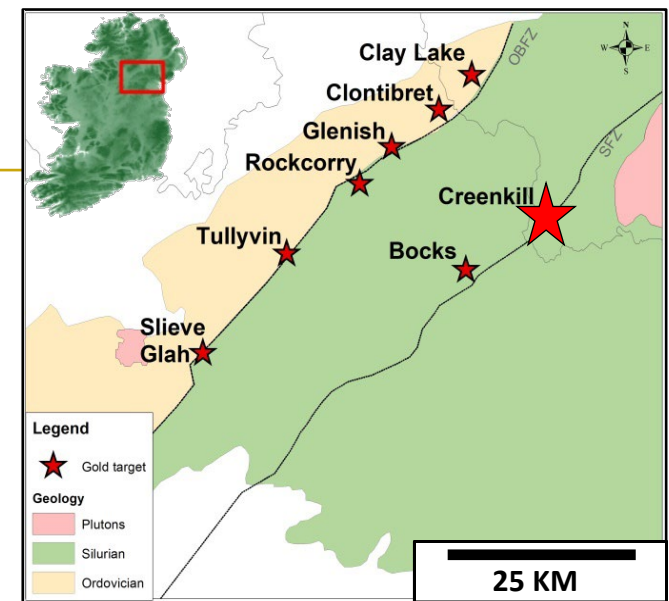 N
W E
S
OBFZ
Clay Lake
Clontibret
Glenish
SFZ
Rockcorry
Creenkill
Tullyvin
Bocks
Slieve
Glah
Legend
Gold target
Geology
Plutons
Silurian
Ordovician
25 KM